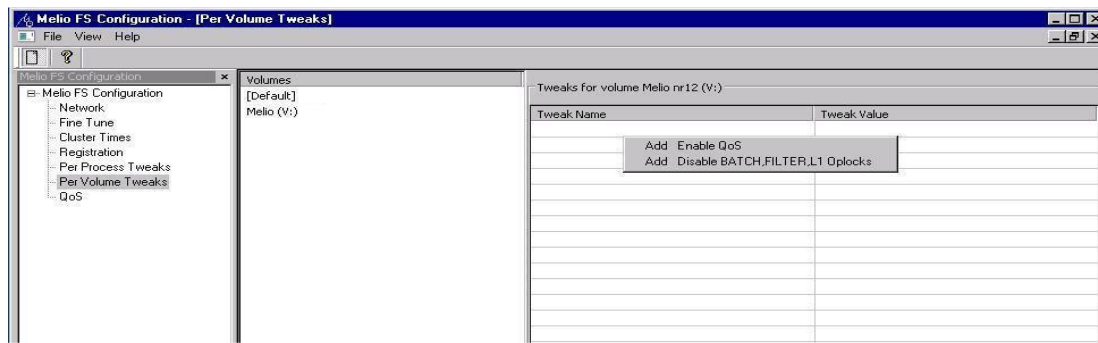 Melio FS Configuration - [Per Volume Tweaks]
File View Help
Melio FS Configuration
Melio FS Configuration
Network
Fine Tune
Cluster Times
Registration
Per Process Tweaks
Per Volume Tweaks
QoS
Volumes
[Default]
Melio (V:)
Tweaks for volume Melio nr12 (V:)
Tweak Name Tweak Value
Add Enable QoS
Add Disable BATCH,FILTER,L1 Oplocks